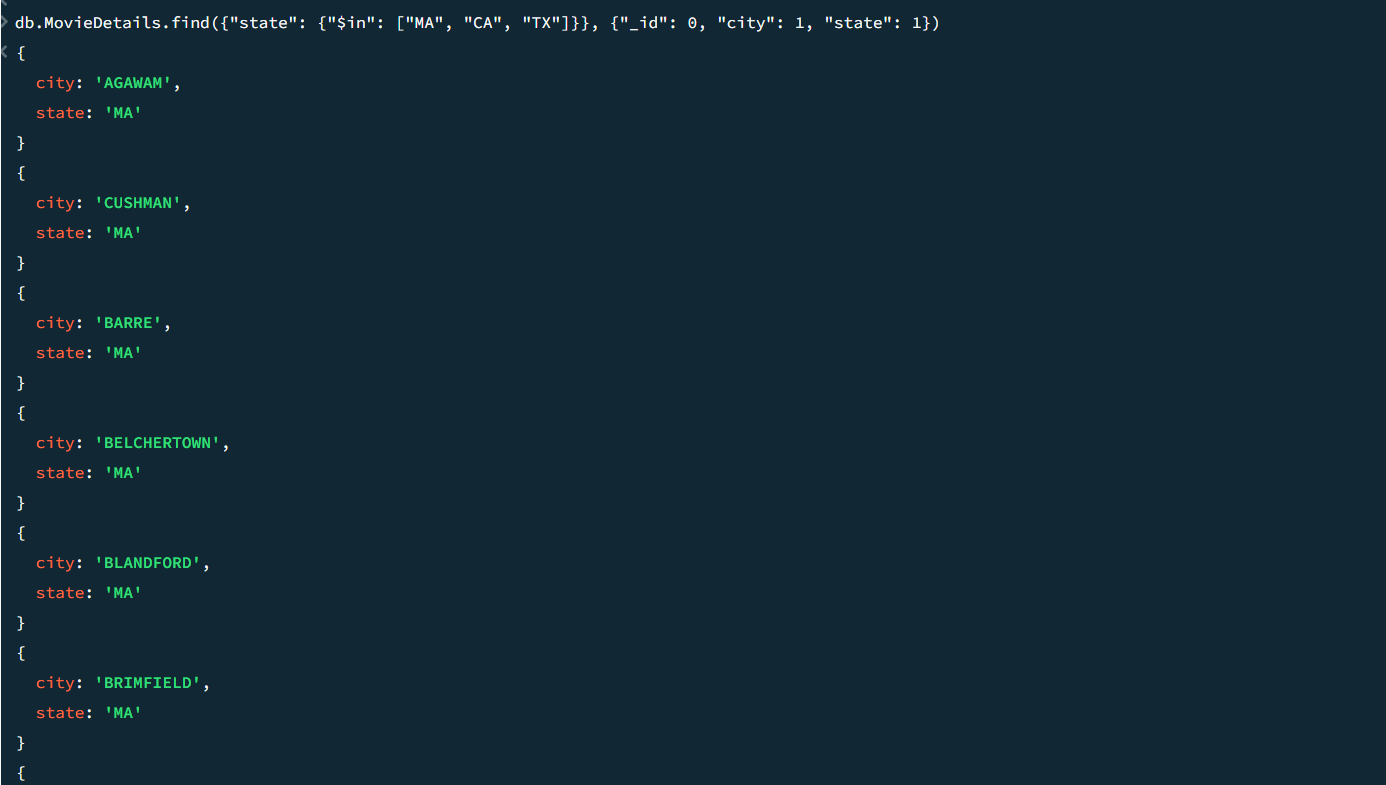 db.MovieDetails.find({"state": {"$in": ["MA", "CA", "TX"]}}, {"_id": 0, "city": 1, "state": 1})
{
  city: 'AGAWAM',
  state: 'MA'
}
{
  city: 'CUSHMAN',
  state: 'MA'
}
{
  city: 'BARRE',
  state: 'MA'
}
{
  city: 'BELCHERTOWN',
  state: 'MA'
}
{
  city: 'BLANDFORD',
  state: 'MA'
}
{
  city: 'BRIMFIELD',
  state: 'MA'
}
{